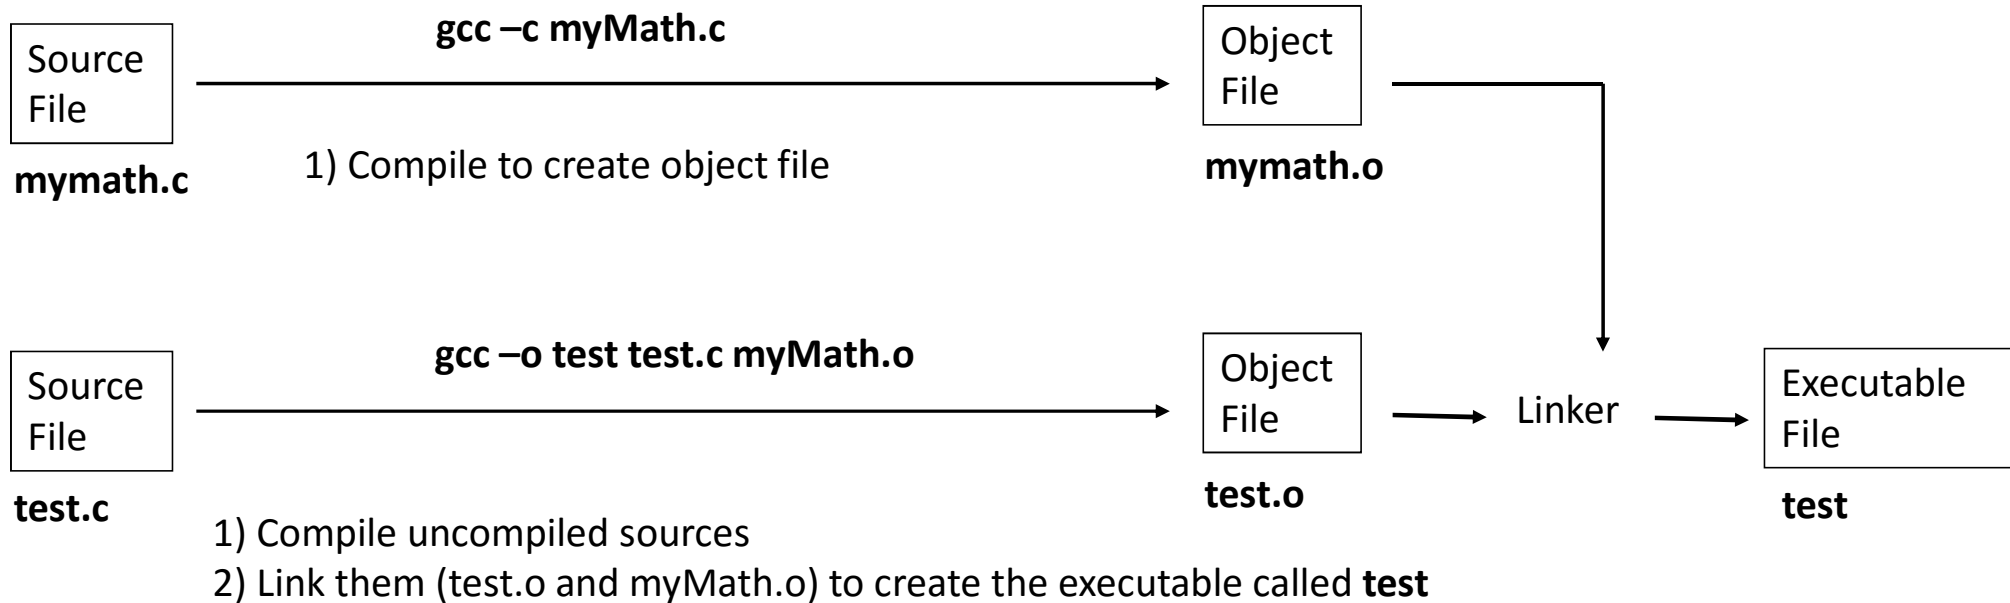 gcc –c myMath.c
Source
File
mymath.c
1) Compile to create object file
Object
File
mymath.o
gcc –o test test.c myMath.o
Source
File
test.c
Object
File
test.o
Linker
Executable
File
test
1) Compile uncompiled sources
2) Link them (test.o and myMath.o) to create the executable called test